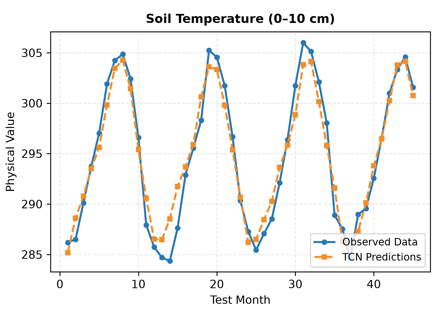 Soil Temperature (0–10 cm)
Physical Value
305
300
295
290
285
0
10
20
30
40
Test Month
Observed Data
TCN Predictions